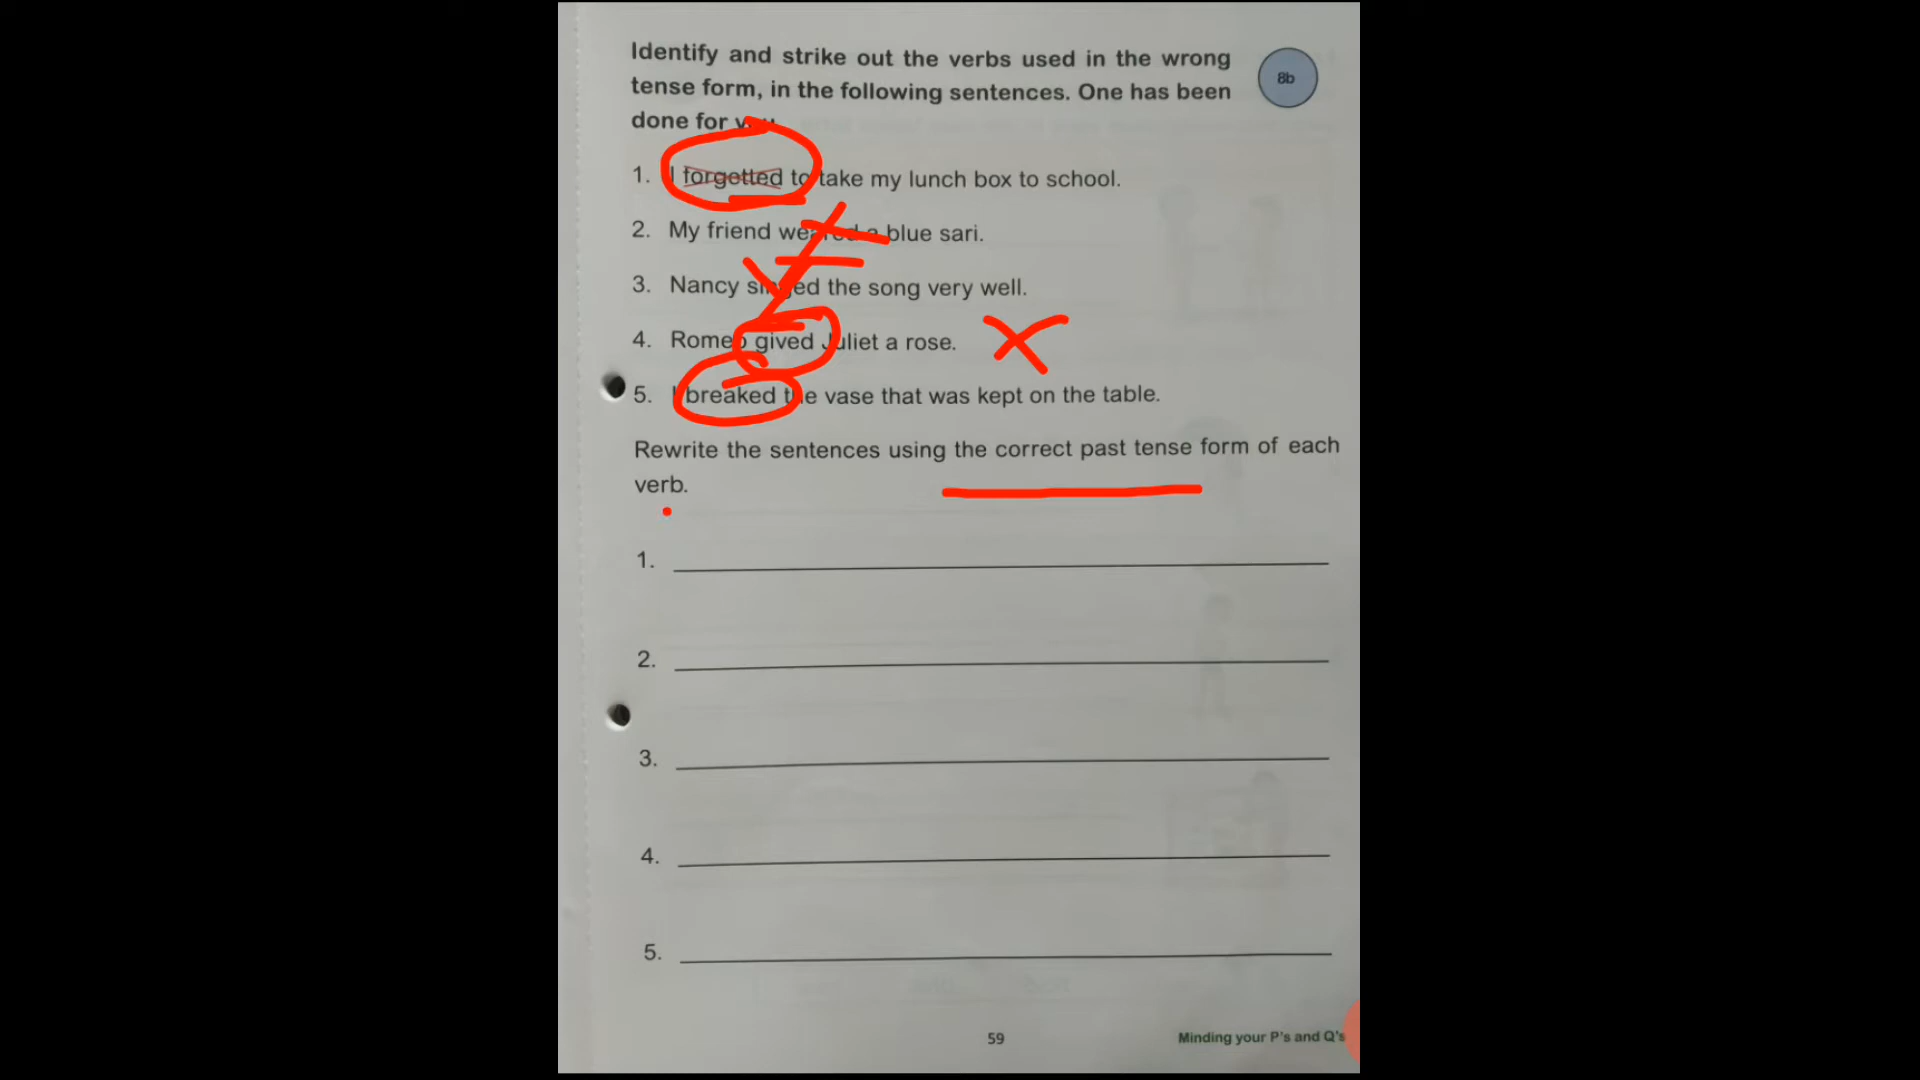 Identify and strike out the verbs used in the wrong
tense form, in the following sentences. One has been
done for you.
8b
1. I forgetted to take my lunch box to school.
2. My friend weared a blue sari.
3. Nancy singed the song very well.
4. Romeo gived Juliet a rose.
5. I breaked the vase that was kept on the table.
Rewrite the sentences using the correct past tense form of each
verb.
1.
2.
3.
4.
5.
59
Minding your P's and Q's